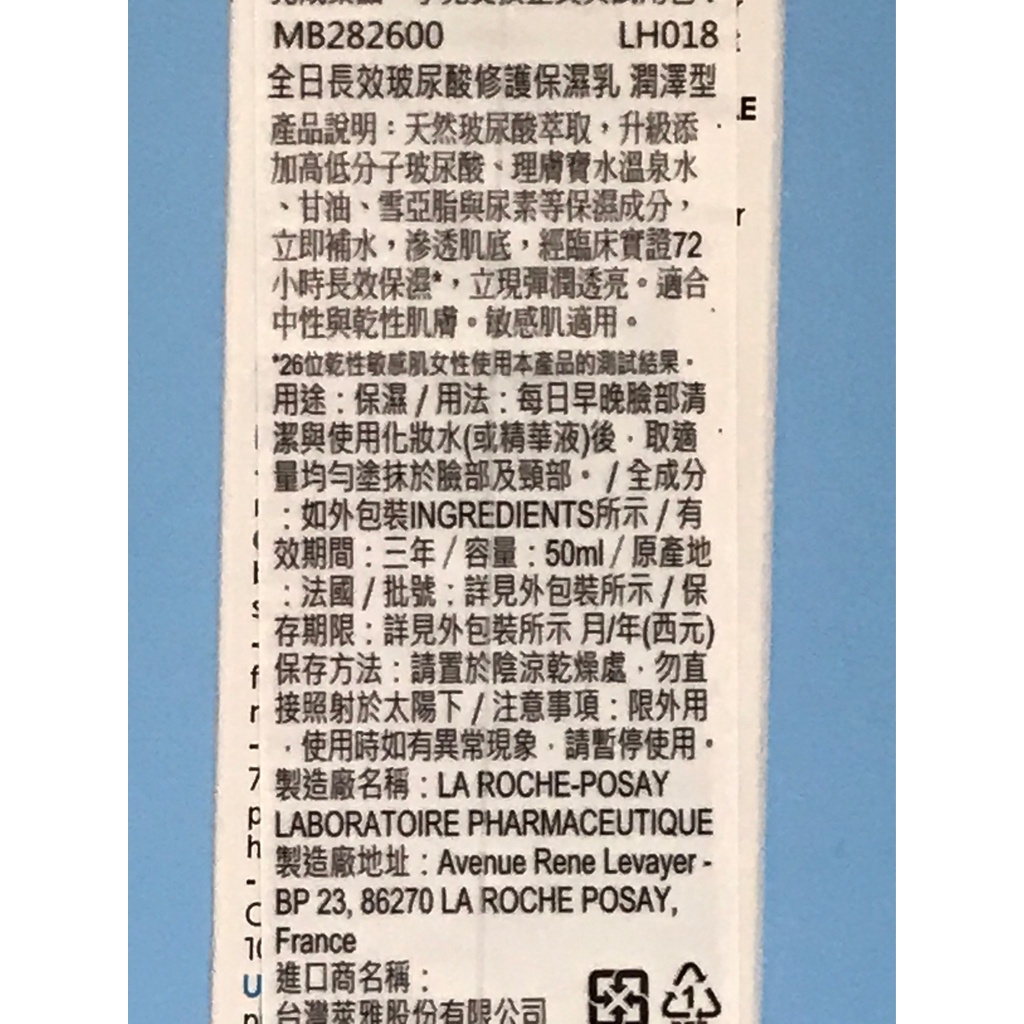 MB282600 LH018
全日長效玻尿酸修護保濕乳 潤澤型
產品說明：天然玻尿酸萃取，升級添
加高低分子玻尿酸、理膚寶水溫泉水
、甘油、雪亞脂與尿素等保濕成分，
立即補水，滲透肌底，經臨床實證72
小時長效保濕*，立現彈潤透亮。適合
中性與乾性肌膚。敏感肌適用。
*26位乾性敏感肌女性使用本產品的測試結果。
用途：保濕 / 用法：每日早晚臉部清
潔與使用化妝水(或精華液)後，取適
量均勻塗抹於臉部及頸部。 / 全成分
：如外包裝INGREDIENTS所示 / 有
效期間：三年 / 容量：50ml / 原產地
：法國 / 批號：詳見外包裝所示 / 保
存期限：詳見外包裝所示 月/年(西元)
保存方法：請置於陰涼乾燥處，勿直
接照射於太陽下 / 注意事項：限外用
，使用時如有異常現象，請暫停使用。
製造廠名稱：LA ROCHE-POSAY
LABORATOIRE PHARMACEUTIQUE
製造廠地址：Avenue Rene Levayer -
BP 23, 86270 LA ROCHE POSAY,
France
進口商名稱：
台灣萊雅股份有限公司